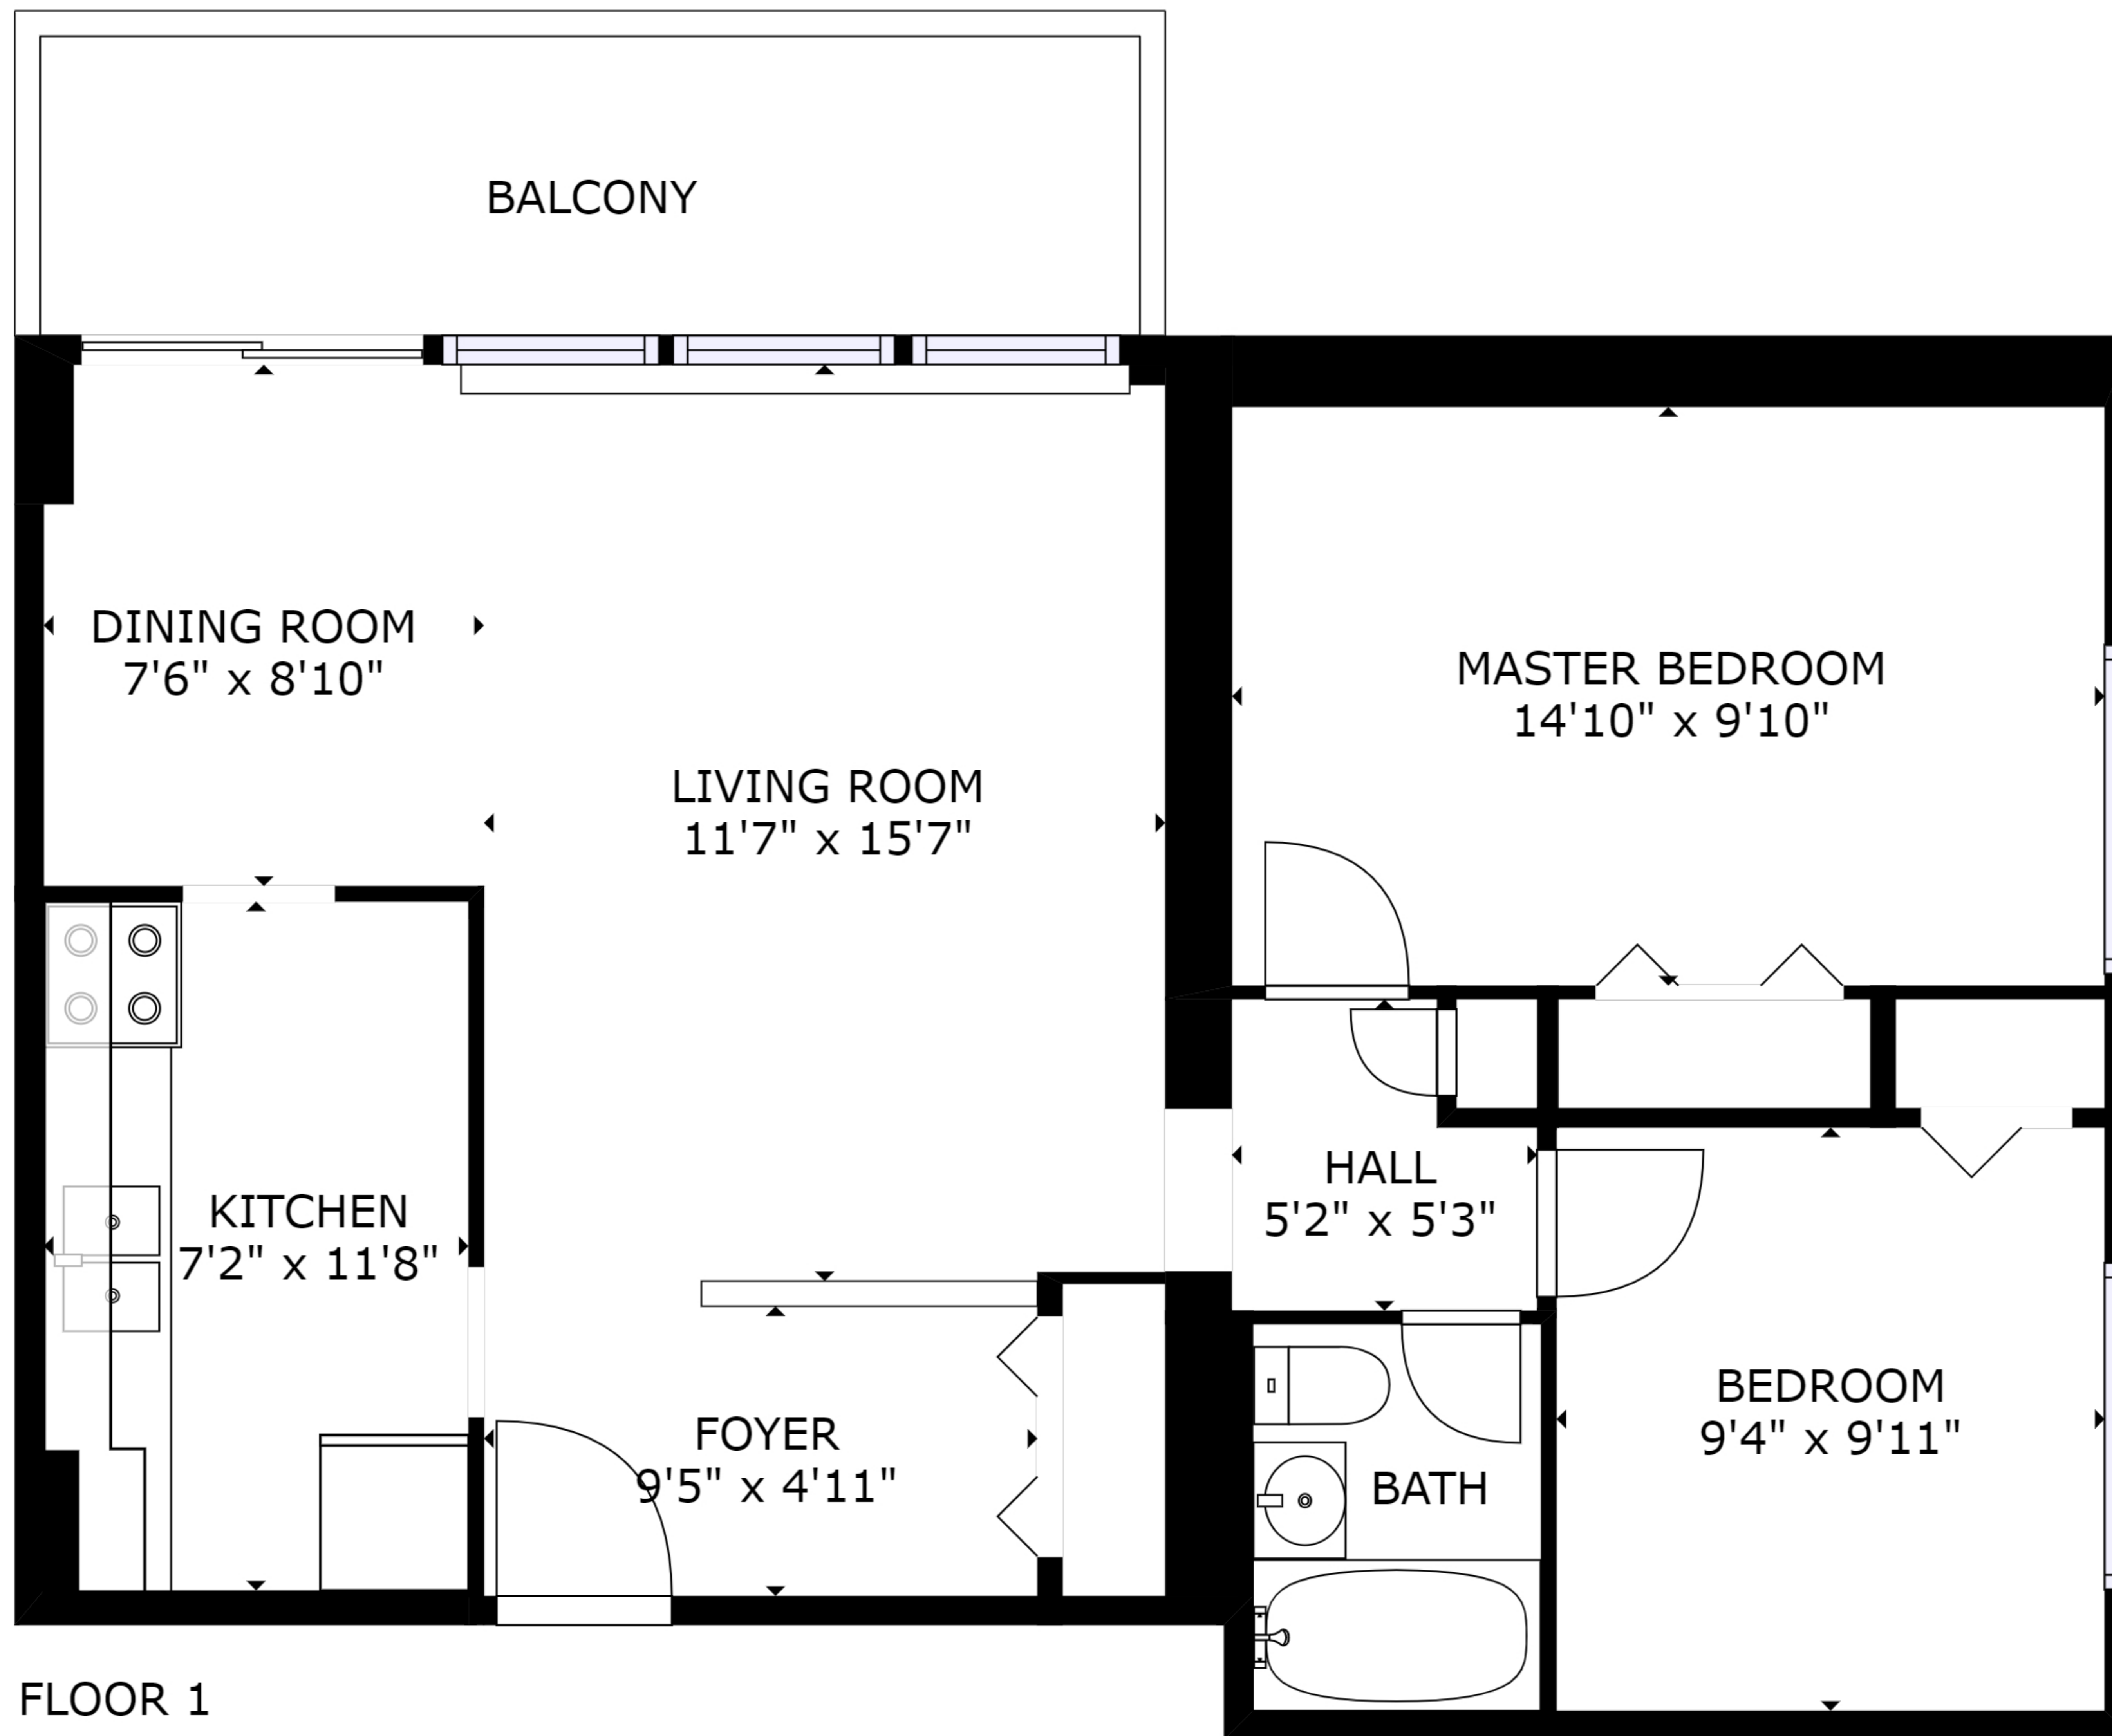 BALCONY
DINING ROOM
7'6" x 8'10"
MASTER BEDROOM
14'10" x 9'10"
LIVING ROOM
11'7" x 15'7"
HALL
5'2" x 5'3"
KITCHEN
7'2" x 11'8"
BEDROOM
9'4" x 9'11"
FOYER
9'5" x 4'11"
BATH
FLOOR 1